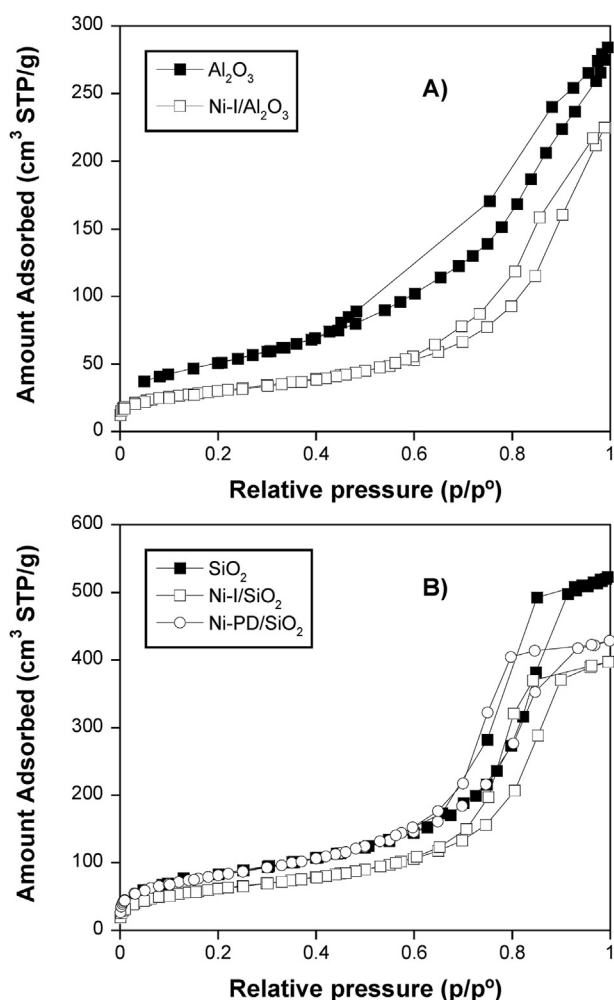 300
250
200
150
100
50
0
Amount Adsorbed (cm³ STP/g)
Al₂O₃
Ni-I/Al₂O₃
A)
0 0.2 0.4 0.6 0.8 1
Relative pressure (p/pº)
600
500
400
300
200
100
0
Amount Adsorbed (cm³ STP/g)
SiO₂
Ni-I/SiO₂
Ni-PD/SiO₂
B)
0 0.2 0.4 0.6 0.8 1
Relative pressure (p/pº)